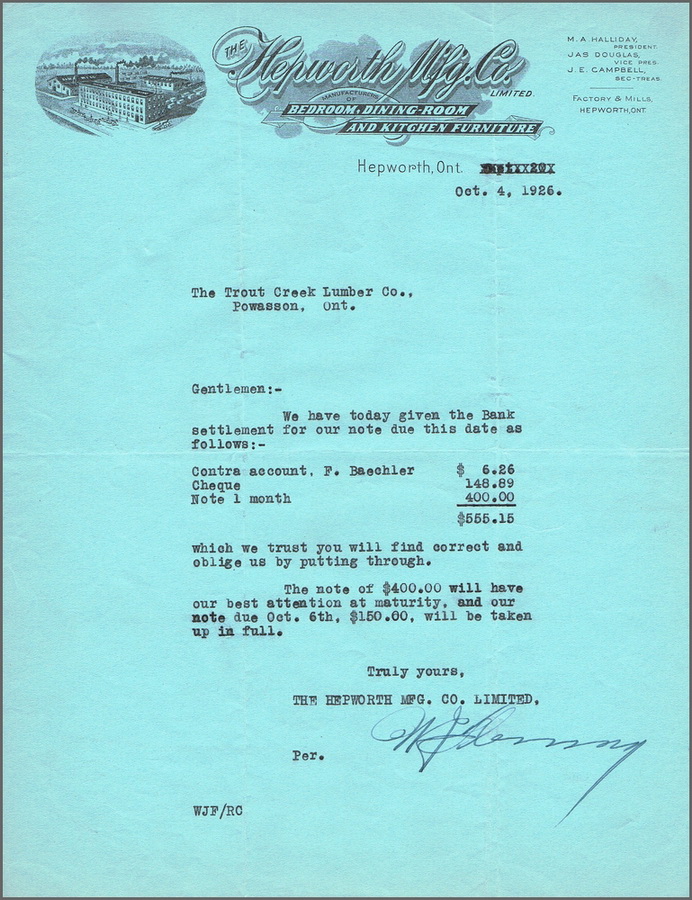 THE
Hepworth Mfg. Co.
LIMITED.
MANUFACTURERS
OF
BEDROOM, DINING-ROOM
AND KITCHEN FURNITURE
M. A. HALLIDAY,
PRESIDENT.
JAS DOUGLAS,
VICE PRES.
J. E. CAMPBELL,
SEC-TREAS.
FACTORY & MILLS,
HEPWORTH, ONT.
Hepworth, Ont.
Oct. 4, 1926.
The Trout Creek Lumber Co.,
Powasson, Ont.
Gentlemen:-
We have today given the Bank
settlement for our note due this date as
follows:-
Contra account, F. Baechler $ 6.26
Cheque 148.89
Note 1 month 400.00
$555.15
which we trust you will find correct and
oblige us by putting through.
The note of $400.00 will have
our best attention at maturity, and our
note due Oct. 6th, $150.00, will be taken
up in full.
Truly yours,
THE HEPWORTH MFG. CO. LIMITED,
Per.
WJF/RC